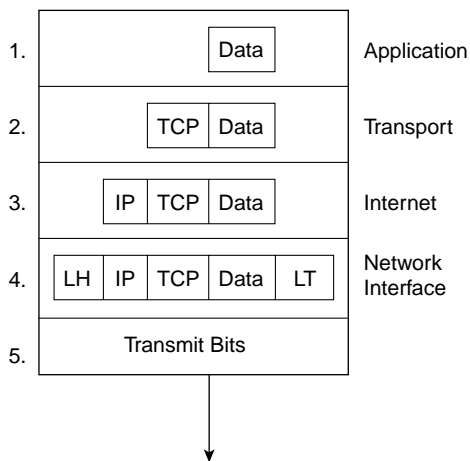 1. Data Application
2. TCP Data Transport
3. IP TCP Data Internet
4. LH IP TCP Data LT Network
Interface
5. Transmit Bits